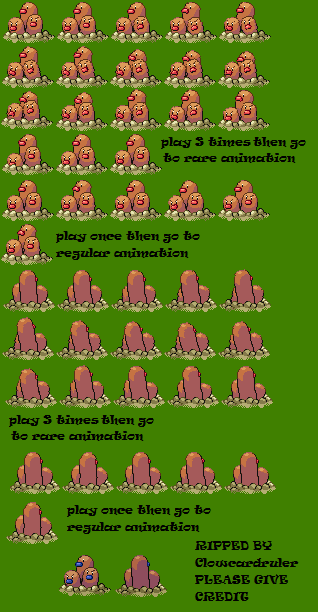 play 3 times then go
to rare animation
play once then go to
regular animation
play 3 times then go
to rare animation
play once then go to
regular animation
RIPPED BY
Clowcardruler
PLEASE GIVE
CREDIT